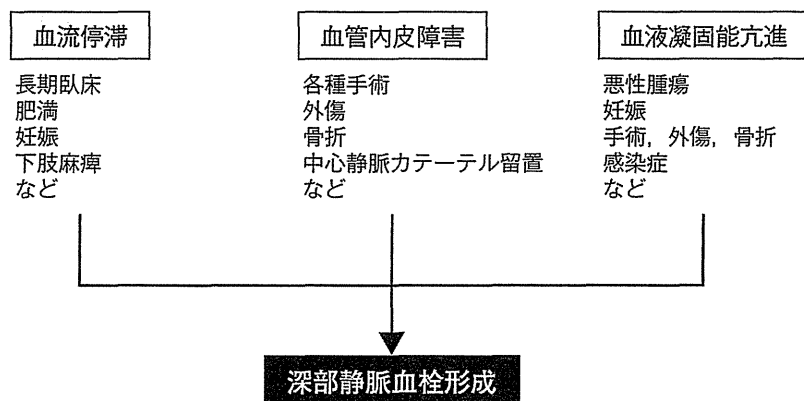 血流停滞
長期臥床
肥満
妊娠
下肢麻痺
など
血管内皮障害
各種手術
外傷
骨折
中心静脈カテーテル留置
など
血液凝固能亢進
悪性腫瘍
妊娠
手術，外傷，骨折
感染症
など
深部静脈血栓形成